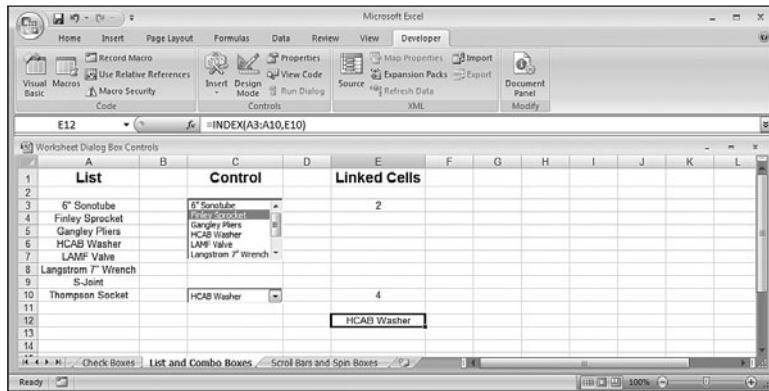 Microsoft Excel
Home Insert Page Layout Formulas Data Review View Developer
Visual Basic
Macros
Record Macro
Use Relative References
Macro Security
Code
Insert
Design Mode
Properties
View Code
Run Dialog
Controls
Source
Map Properties
Expansion Packs
Refresh Data
Import
Export
XML
Document Panel
Modify
E12 fx =INDEX(A3:A10,E10)
Worksheet Dialog Box Controls
A B C D E F G H I J K L
1 List Control Linked Cells
2
3 6" Sonotube 6" Sonotube 2
4 Finley Sprocket Finley Sprocket
5 Gangley Pliers Gangley Pliers
6 HCAB Washer HCAB Washer
7 LAMF Valve LAMF Valve
Langstrom 7" Wrench
8 Langstrom 7" Wrench
9 S-Joint
10 Thompson Socket HCAB Washer 4
11
12 HCAB Washer
13
14
Check Boxes List and Combo Boxes Scroll Bars and Spin Boxes
Ready 100%